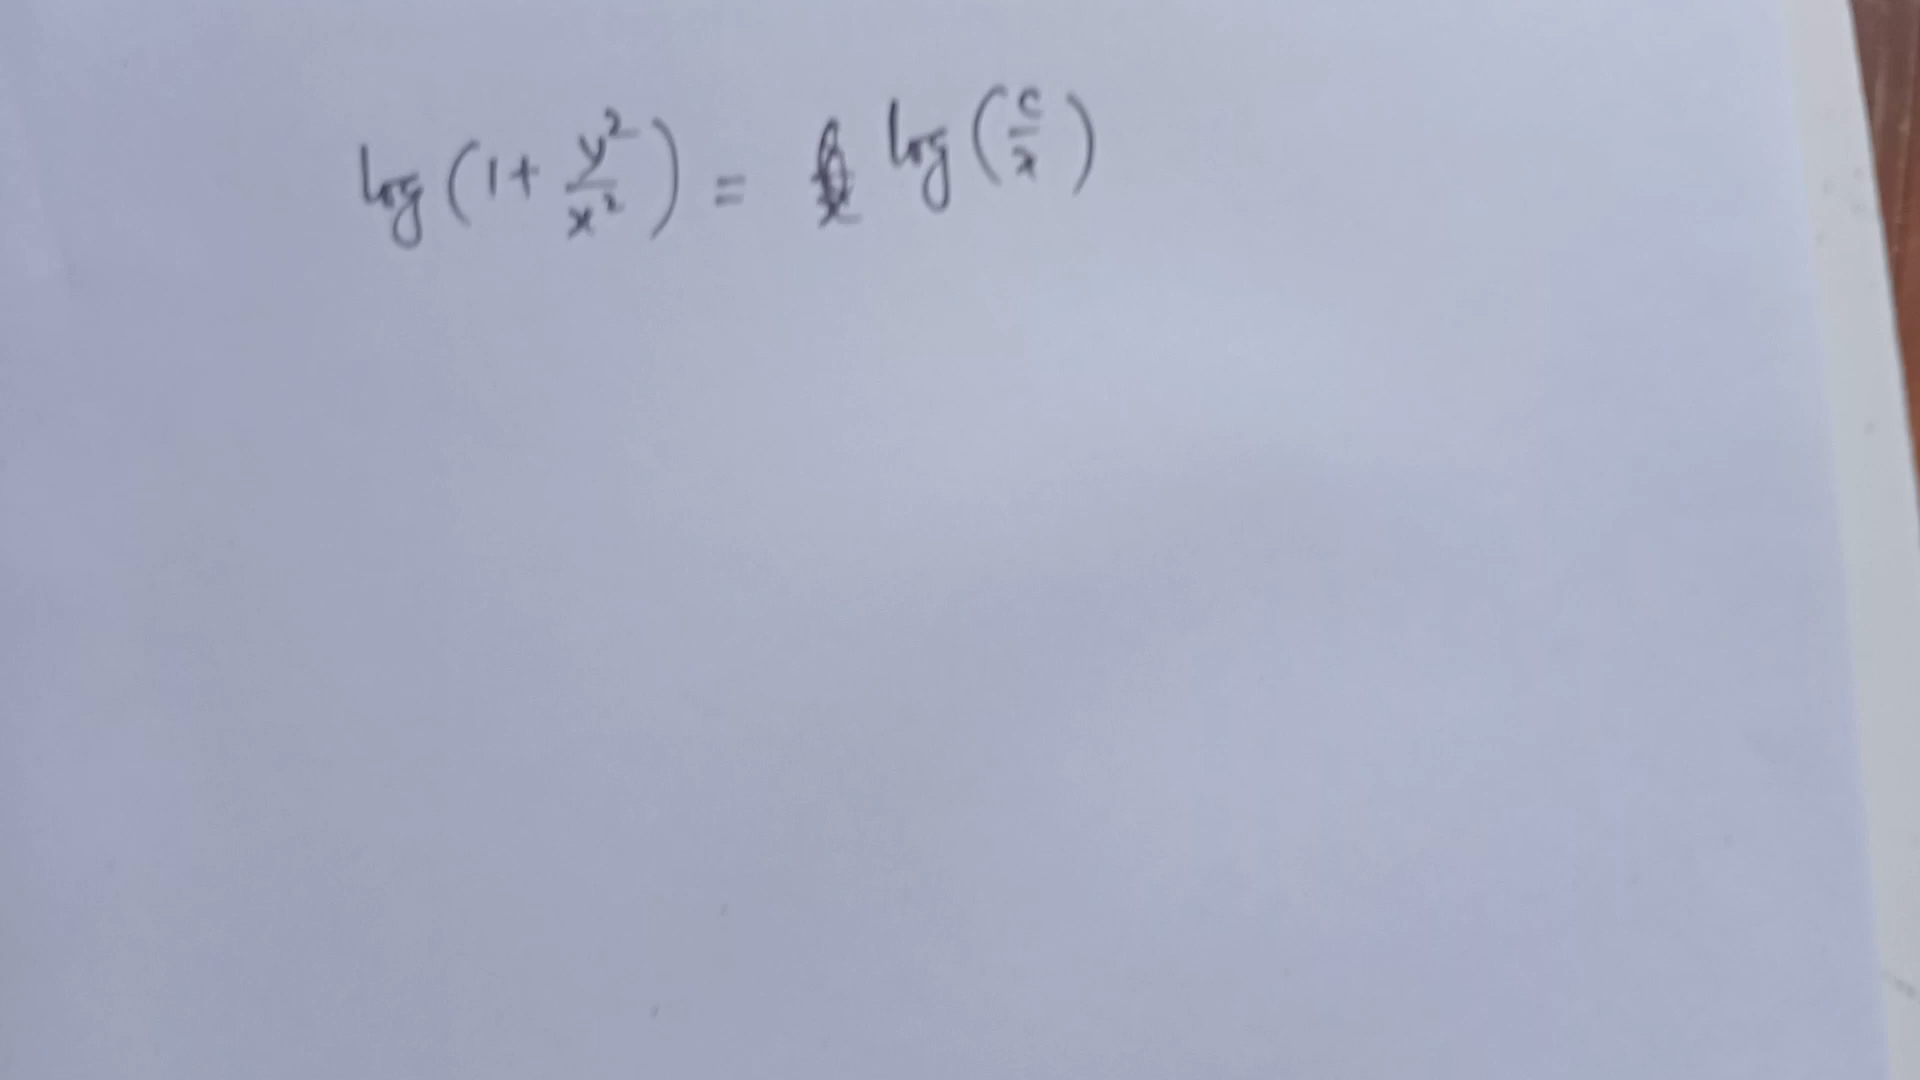 log(1 + y²/x²) = log(c/x)